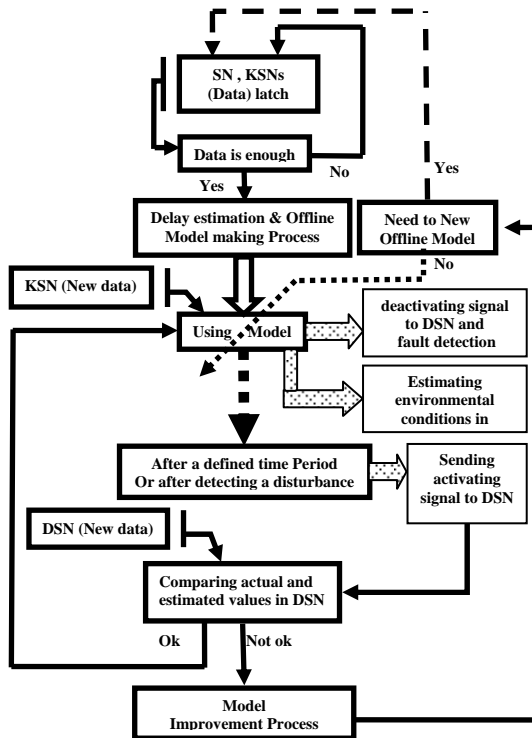 SN , KSNs
(Data) latch
Data is enough
No
Yes
Yes
Delay estimation & Offline
Model making Process
Need to New
Offline Model
No
KSN (New data)
Using Model
deactivating signal
to DSN and
fault detection
Estimating
environmental
conditions in
After a defined time Period
Or after detecting a disturbance
Sending
activating
signal to DSN
DSN (New data)
Comparing actual and
estimated values in DSN
Ok
Not ok
Model
Improvement Process